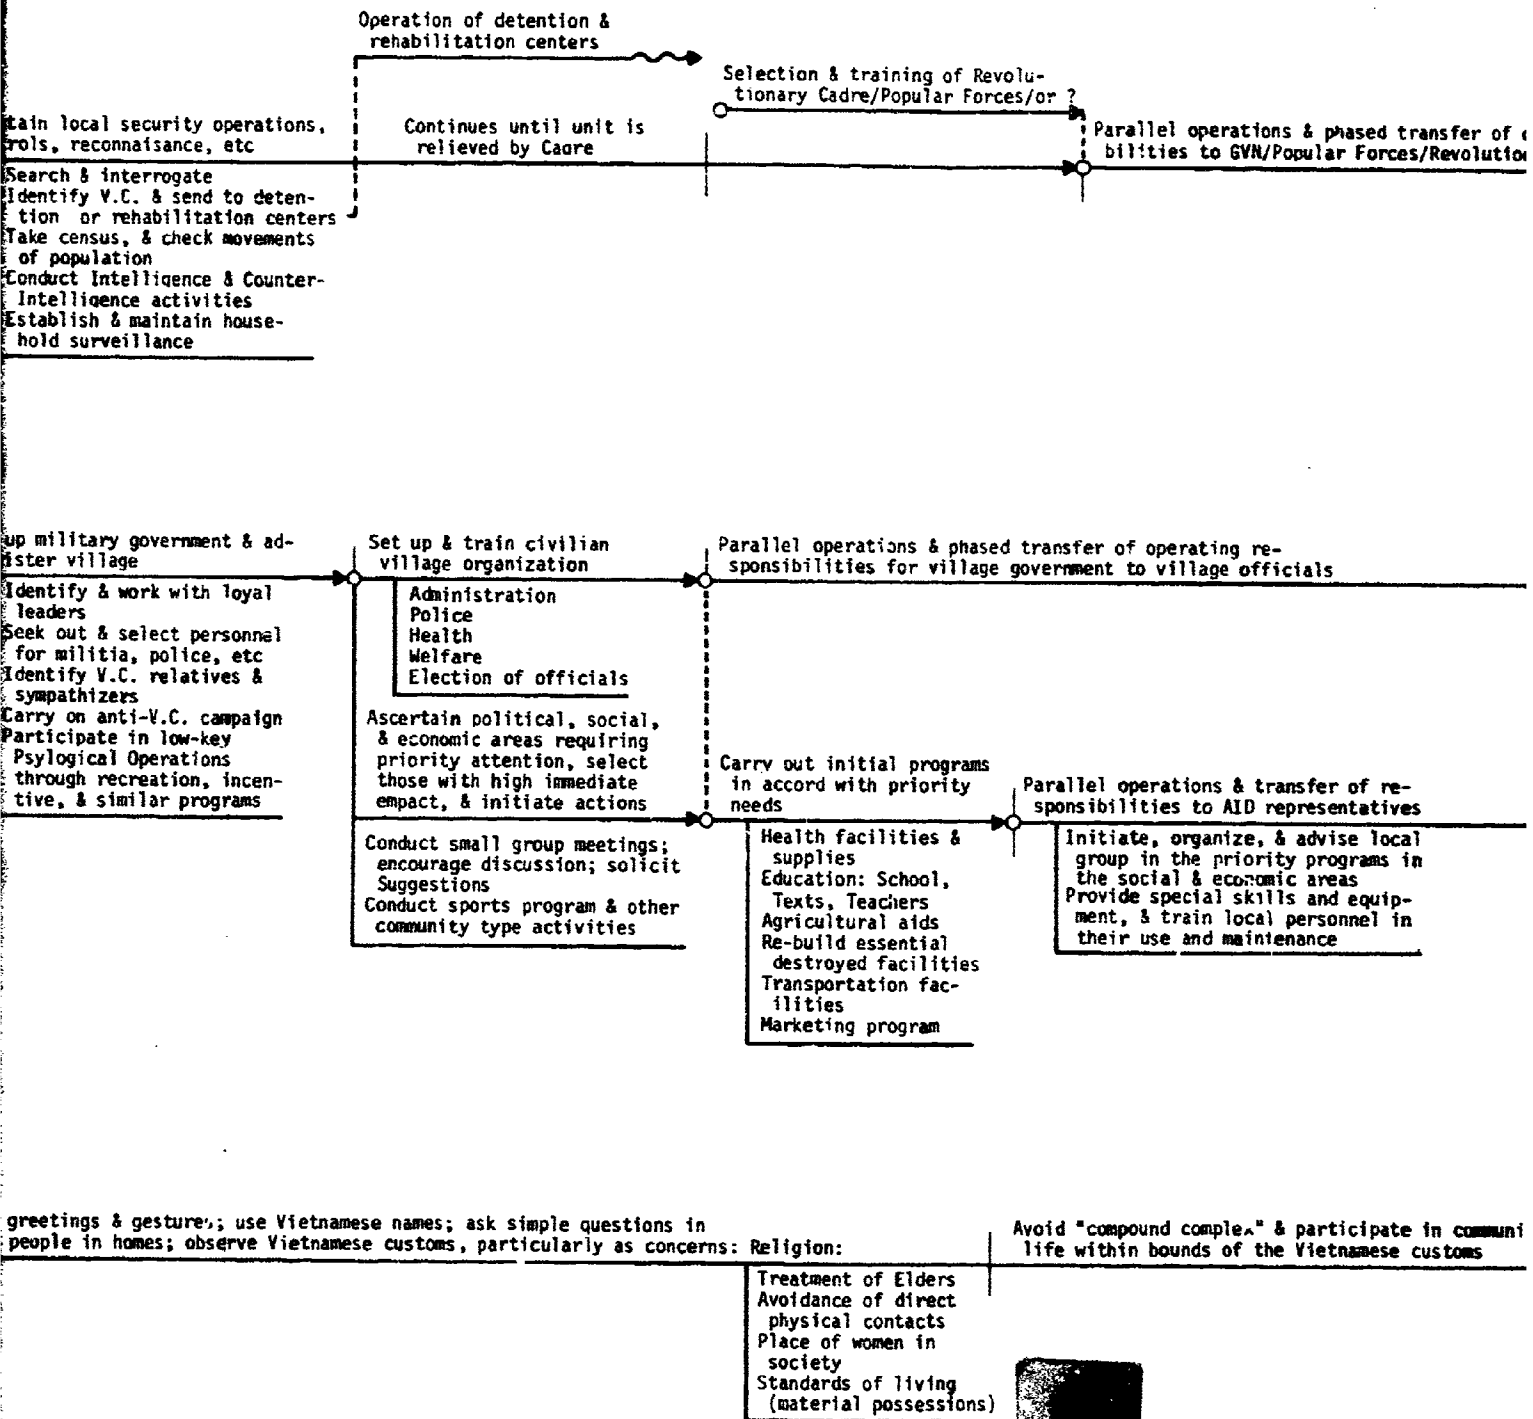 Operation of detention &
rehabilitation centers
Selection & training of Revolu-
tionary Cadre/Popular Forces/or ?
tain local security operations,
rols, reconnaisance, etc
Continues until unit is
relieved by Cadre
Parallel operations & phased transfer of
bilities to GVN/Popular Forces/Revolutio
Search & interrogate
Identify V.C. & send to deten-
tion or rehabilitation centers
Take census, & check movements
of population
Conduct Intelligence & Counter-
Intelligence activities
Establish & maintain house-
hold surveillance
up military government & ad-
ister village
Identify & work with loyal
leaders
Seek out & select personnel
for militia, police, etc
Identify V.C. relatives &
sympathizers
Carry on anti-V.C. campaign
Participate in low-key
Psylogical Operations
through recreation, incen-
tive, & similar programs
Set up & train civilian
village organization
Administration
Police
Health
Welfare
Election of officials
Ascertain political, social,
& economic areas requiring
priority attention, select
those with high immediate
empact, & initiate actions
Conduct small group meetings;
encourage discussion; solicit
Suggestions
Conduct sports program & other
community type activities
Parallel operations & phased transfer of operating re-
sponsibilities for village government to village officials
Carry out initial programs
in accord with priority
needs
Health facilities &
supplies
Education: School,
Texts, Teachers
Agricultural aids
Re-build essential
destroyed facilities
Transportation fac-
ilities
Marketing program
Parallel operations & transfer of re-
sponsibilities to AID representatives
Initiate, organize, & advise local
group in the priority programs in
the social & economic areas
Provide special skills and equip-
ment, & train local personnel in
their use and maintenance
greetings & gestures; use Vietnamese names; ask simple questions in
people in homes; observe Vietnamese customs, particularly as concerns: Religion:
Treatment of Elders
Avoidance of direct
physical contacts
Place of women in
society
Standards of living
(material possessions)
Avoid "compound complex" & participate in communi
life within bounds of the Vietnamese customs